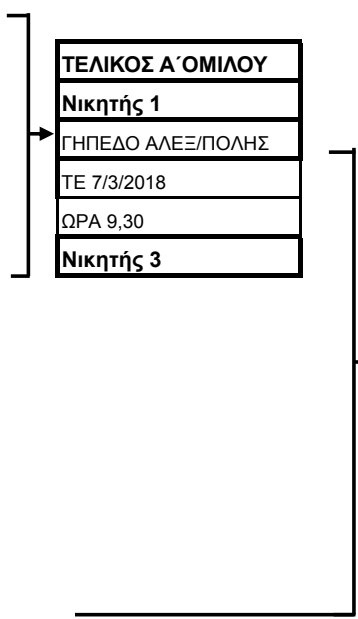 ΤΕΛΙΚΟΣ Α΄ΟΜΙΛΟΥ
Νικητής 1
ΓΗΠΕΔΟ ΑΛΕΞ/ΠΟΛΗΣ
ΤΕ 7/3/2018
ΩΡΑ 9,30
Νικητής 3